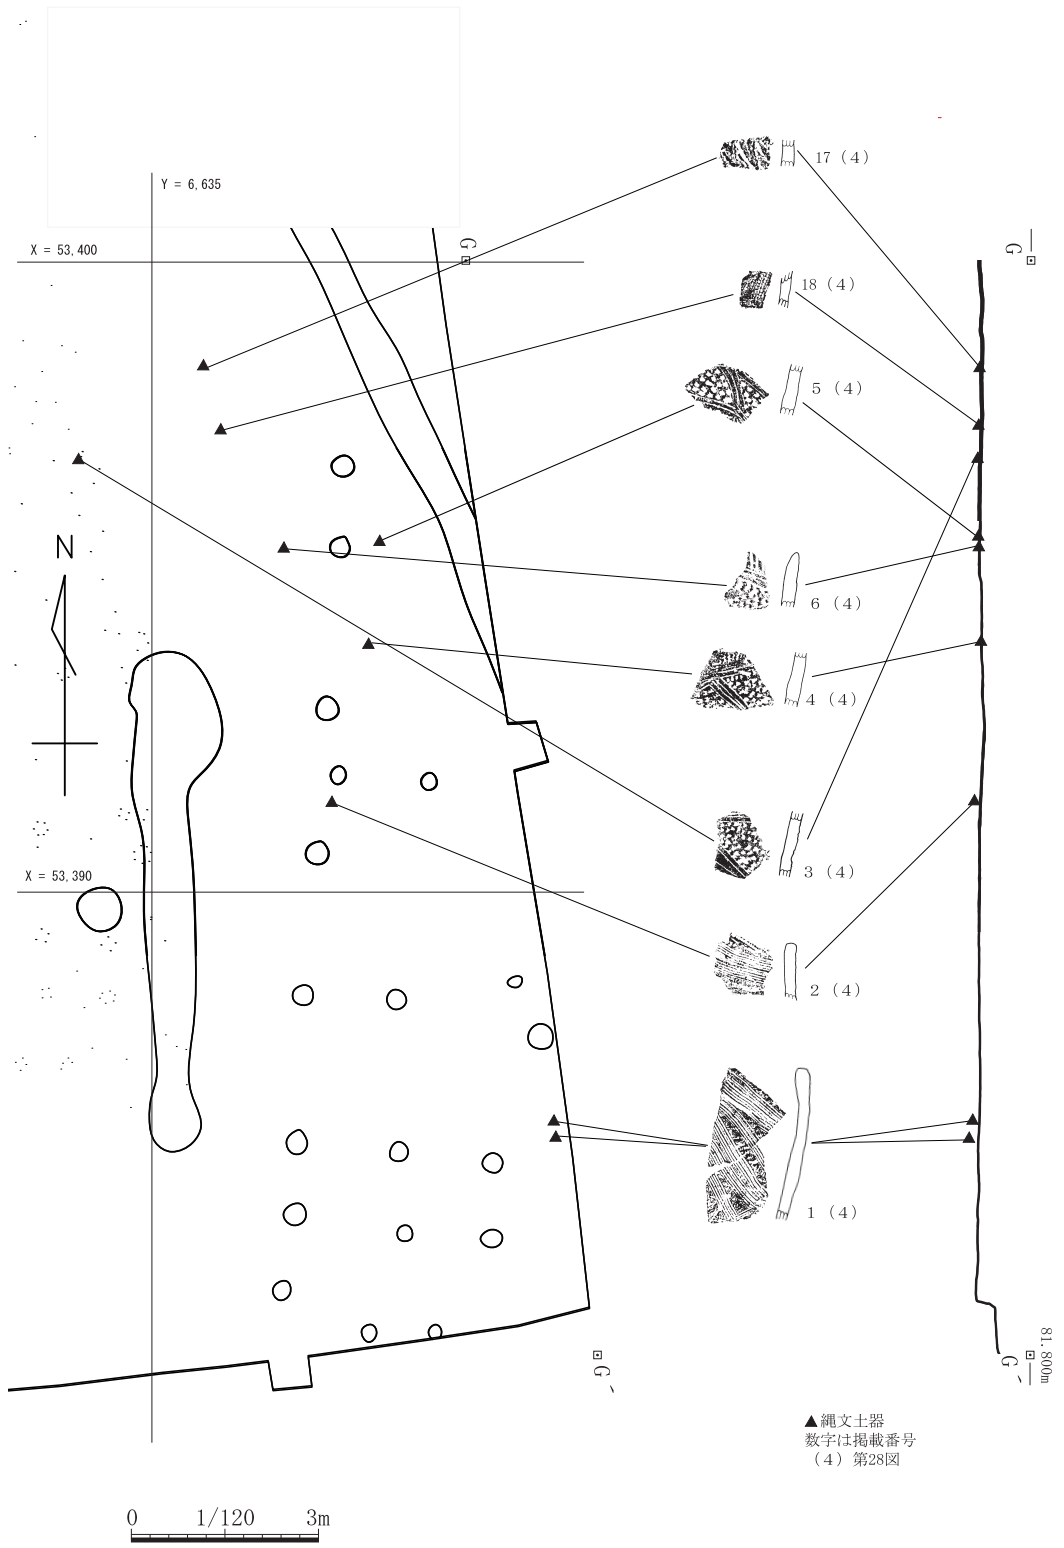 17 (4)
Y = 6,635
X = 53,400
G
G
18 (4)
5 (4)
N
6 (4)
4 (4)
3 (4)
X = 53,390
2 (4)
1 (4)
G´
G´
81.800m
▲縄文土器
数字は掲載番号
(4) 第28図
0 1/120 3m